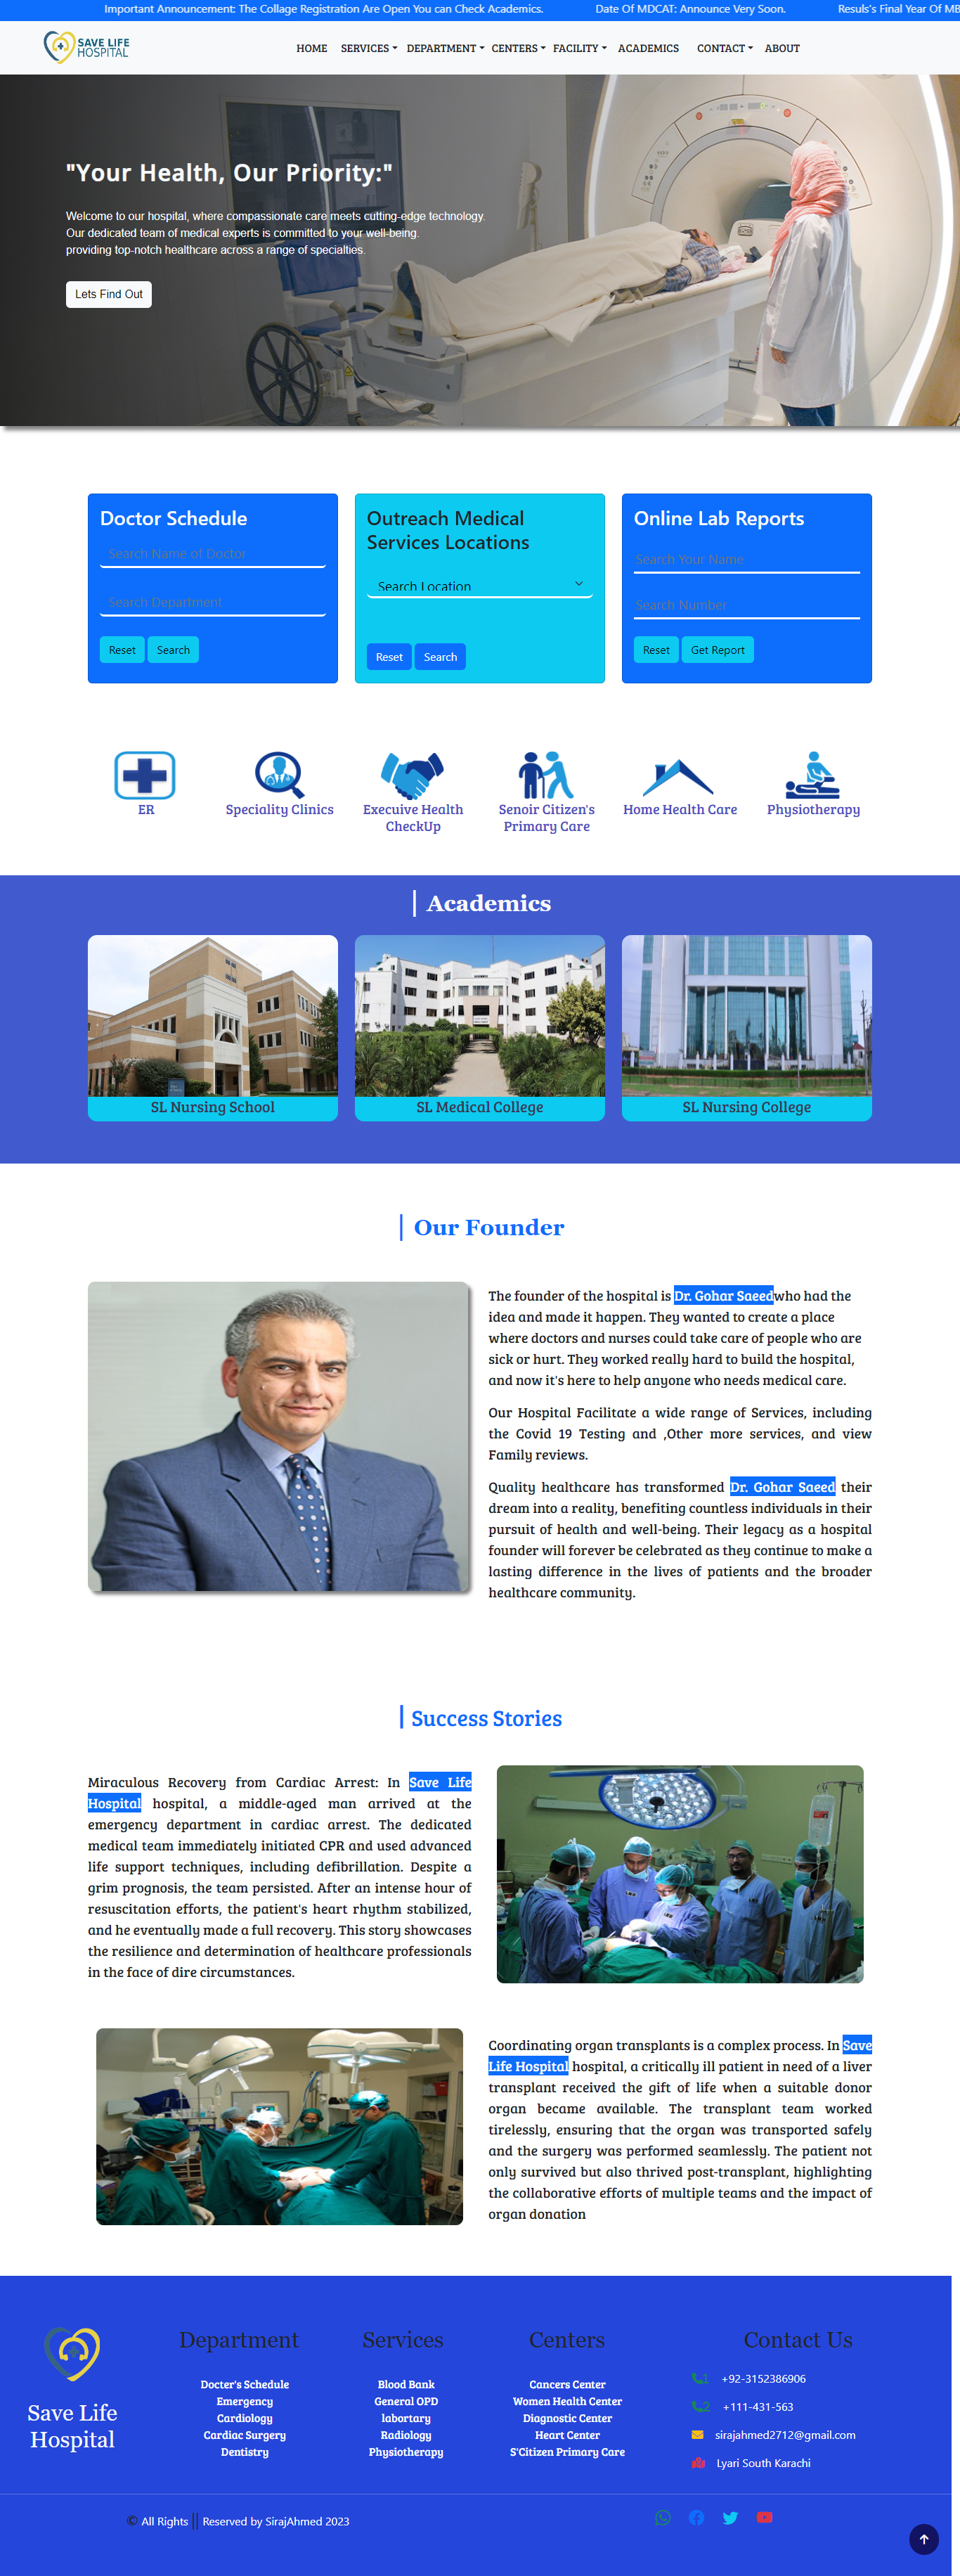 Important Announcement: The Collage Registration Are Open You can Check Academics. Date Of MDCAT: Announce Very Soon. Resuls's Final Year Of
SAVE LIFE
HOSPITAL
HOME SERVICES DEPARTMENT CENTERS FACILITY ACADEMICS CONTACT ABOUT
"Your Health, Our Priority:"
Welcome to our hospital, where compassionate care meets cutting-edge technology.
Our dedicated team of medical experts is committed to your well-being.
providing top-notch healthcare across a range of specialties.
Lets Find Out
Doctor Schedule
Search Name of Doctor
Search Department
Reset Search
Outreach Medical
Services Locations
Search Location
Reset Search
Online Lab Reports
Search Your Name
Search Number
Reset Get Report
ER
Speciality Clinics
Execuive Health
CheckUp
Senoir Citizen's
Primary Care
Home Health Care
Physiotherapy
Academics
SL Nursing School
SL Medical College
SL Nursing College
Our Founder
The founder of the hospital is Dr. Gohar Saeedwho had the
idea and made it happen. They wanted to create a place
where doctors and nurses could take care of people who are
sick or hurt. They worked really hard to build the hospital,
and now it's here to help anyone who needs medical care.
Our Hospital Facilitate a wide range of Services, including
the Covid 19 Testing and ,Other more services, and view
Family reviews.
Quality healthcare has transformed Dr. Gohar Saeed their
dream into a reality, benefiting countless individuals in their
pursuit of health and well-being. Their legacy as a hospital
founder will forever be celebrated as they continue to make a
lasting difference in the lives of patients and the broader
healthcare community.
Success Stories
Miraculous Recovery from Cardiac Arrest: In Save Life
Hospital hospital, a middle-aged man arrived at the
emergency department in cardiac arrest. The dedicated
medical team immediately initiated CPR and used advanced
life support techniques, including defibrillation. Despite a
grim prognosis, the team persisted. After an intense hour of
resuscitation efforts, the patient's heart rhythm stabilized,
and he eventually made a full recovery. This story showcases
the resilience and determination of healthcare professionals
in the face of dire circumstances.
Coordinating organ transplants is a complex process. In Save
Life Hospital hospital, a critically ill patient in need of a liver
transplant received the gift of life when a suitable donor
organ became available. The transplant team worked
tirelessly, ensuring that the organ was transported safely
and the surgery was performed seamlessly. The patient not
only survived but also thrived post-transplant, highlighting
the collaborative efforts of multiple teams and the impact of
organ donation
Save Life
Hospital
Department
Docter's Schedule
Emergency
Cardiology
Cardiac Surgery
Dentistry
Services
Blood Bank
General OPD
labortary
Radiology
Physiotherapy
Centers
Cancers Center
Women Health Center
Diagnostic Center
Heart Center
S'Citizen Primary Care
Contact Us
1 +92-3152386906
2 +111-431-563
sirajahmed2712@gmail.com
Lyari South Karachi
© All Rights || Reserved by SirajAhmed 2023